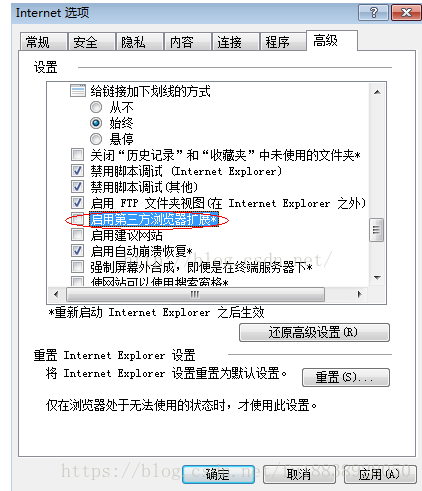 Internet 选项
常规 安全 隐私 内容 连接 程序 高级
设置
给链接加下划线的方式
从不
始终
悬停
关闭“历史记录”和“收藏夹”中未使用的文件夹*
禁用脚本调试 (Internet Explorer)
禁用脚本调试(其他)
启用 FTP 文件夹视图(在 Internet Explorer 之外)
启用第三方浏览器扩展*
启用建议网站
启用自动崩溃恢复*
强制屏幕外合成，即便是在终端服务器下*
使网站可以使用搜索窗格*
*重新启动 Internet Explorer 之后生效
还原高级设置(R)
重置 Internet Explorer 设置
将 Internet Explorer 设置重置为默认设置。
重置(S)...
仅在浏览器处于无法使用的状态时，才使用此设置。
确定 取消 应用(A)